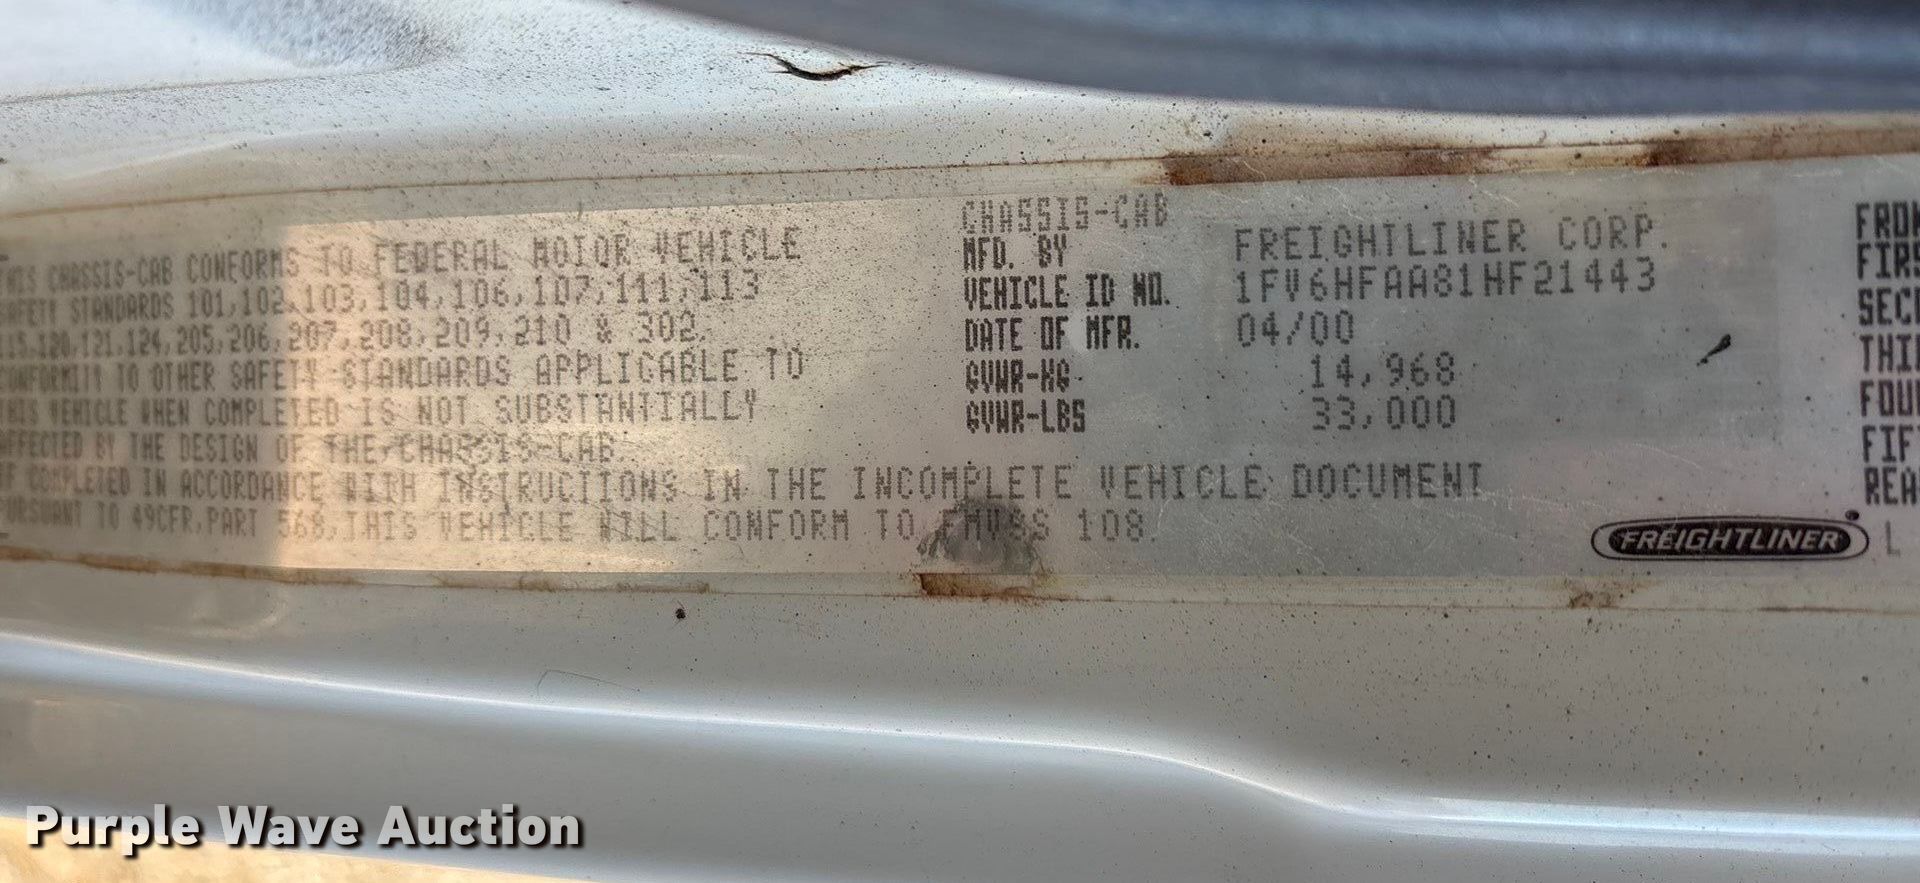 THIS CHASSIS-CAB CONFORMS TO FEDERAL MOTOR VEHICLE
SAFETY STANDARDS 101,102,103,104,106,107,111,113
115,120,121,124,205,206,207,208,209,210 & 302.
CONFORMITY TO OTHER SAFETY STANDARDS APPLICABLE TO
THIS VEHICLE WHEN COMPLETED IS NOT SUBSTANTIALLY
AFFECTED BY THE DESIGN OF THE CHASSIS-CAB
IF COMPLETED IN ACCORDANCE WITH INSTRUCTIONS IN THE INCOMPLETE VEHICLE DOCUMENT
PURSUANT TO 49CFR,PART 568,THIS VEHICLE WILL CONFORM TO FMVSS 108.
CHASSIS-CAB
MFD. BY FREIGHTLINER CORP.
VEHICLE ID NO. 1FV6HFAA81HF21443
DATE OF MFR. 04/00
GVWR-KG 14,968
GVWR-LBS 33,000
FREIGHTLINER
Purple Wave Auction